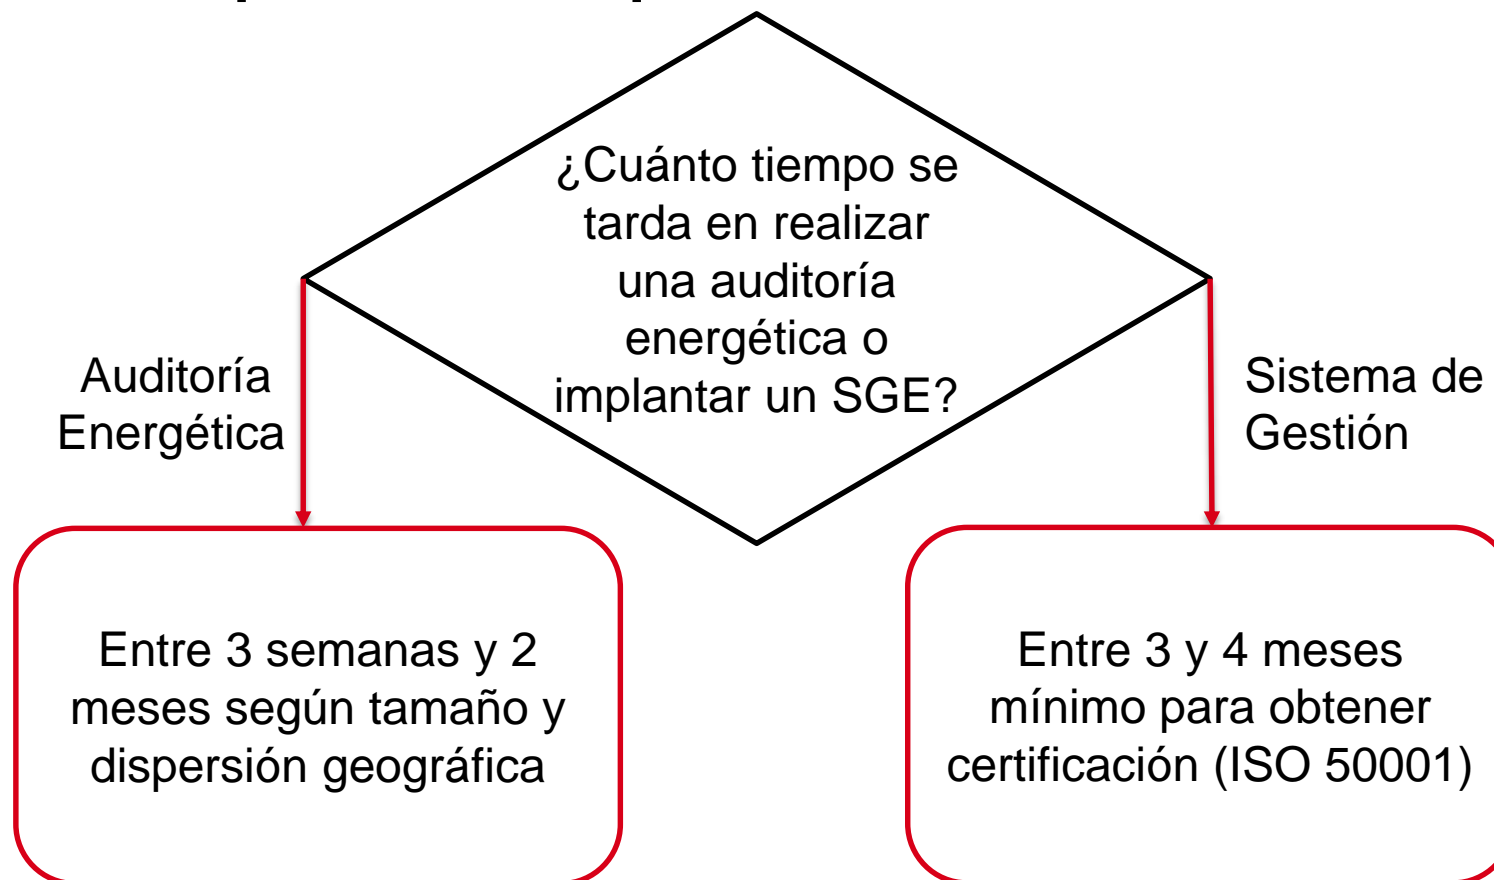 ¿Cuánto tiempo se
tarda en realizar
una auditoría
energética o
implantar un SGE?
Auditoría
Energética
Sistema de
Gestión
Entre 3 semanas y 2
meses según tamaño y
dispersión geográfica
Entre 3 y 4 meses
mínimo para obtener
certificación (ISO 50001)